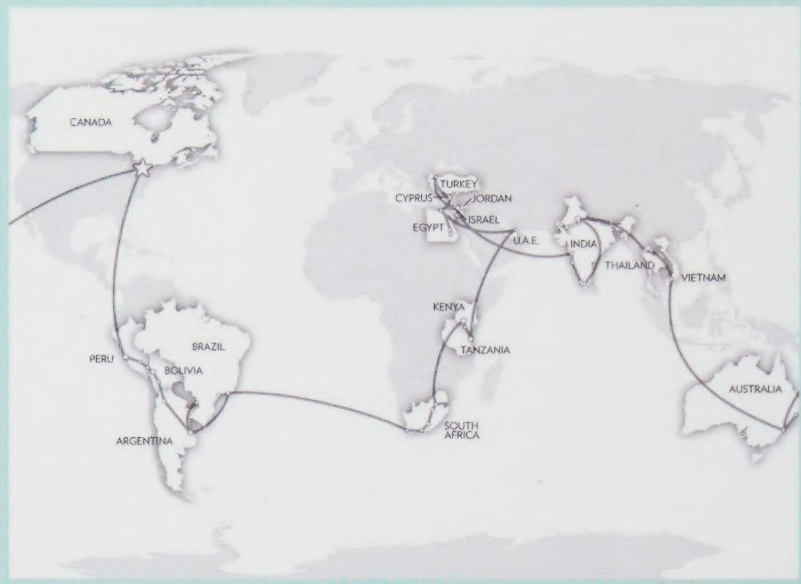 CANADA
TURKEY
CYPRUS
JORDAN
ISRAEL
EGYPT
U.A.E.
INDIA
THAILAND
VIETNAM
KENYA
TANZANIA
PERU
BRAZIL
BOLIVIA
AUSTRALIA
ARGENTINA
SOUTH
AFRICA